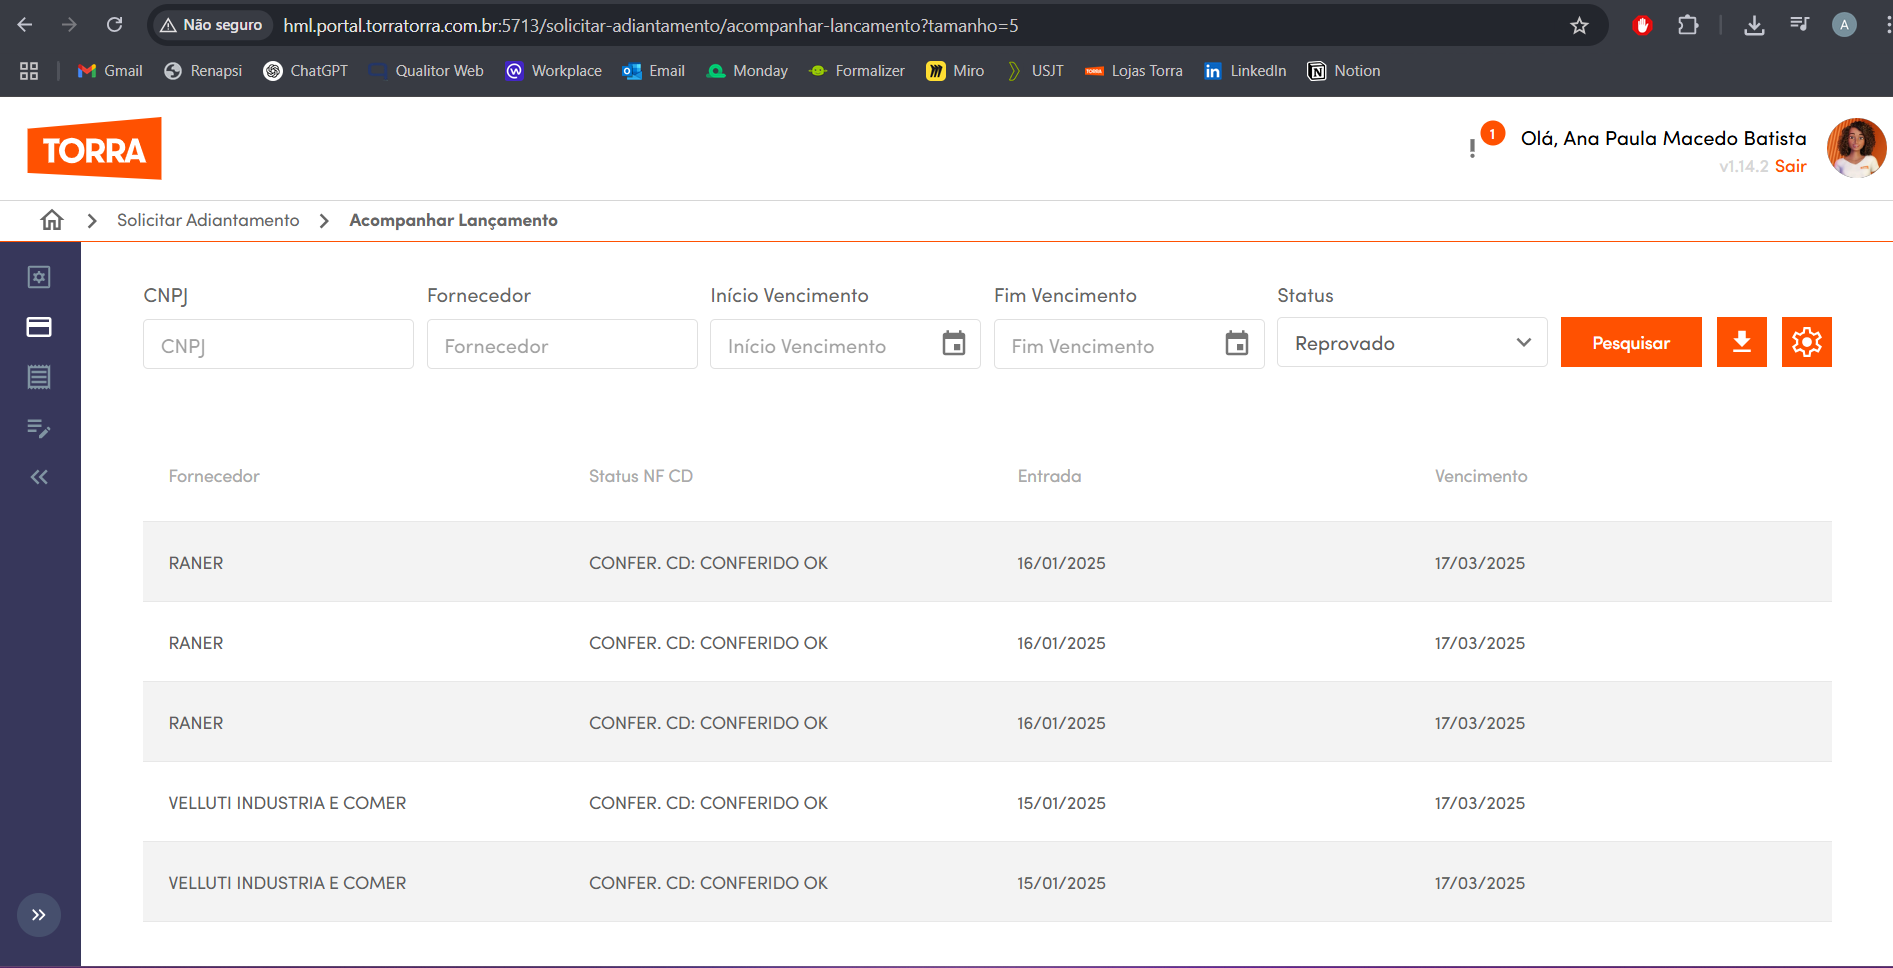 Não seguro
hml.portal.torratorra.com.br:5713/solicitar-adiantamento/acompanhar-lancamento?tamanho=5
A
Gmail
Renapsi
ChatGPT
Qualitor Web
Workplace
Email
Monday
Formalizer
Miro
USJT
Lojas Torra
LinkedIn
Notion
TORRA
1
Olá, Ana Paula Macedo Batista
v1.14.2 Sair
Solicitar Adiantamento
Acompanhar Lançamento
CNPJ
Fornecedor
Início Vencimento
Fim Vencimento
Status
CNPJ
Fornecedor
Início Vencimento
Fim Vencimento
Reprovado
Pesquisar
Fornecedor Status NF CD Entrada Vencimento
RANER CONFER. CD: CONFERIDO OK 16/01/2025 17/03/2025
RANER CONFER. CD: CONFERIDO OK 16/01/2025 17/03/2025
RANER CONFER. CD: CONFERIDO OK 16/01/2025 17/03/2025
VELLUTI INDUSTRIA E COMER CONFER. CD: CONFERIDO OK 15/01/2025 17/03/2025
VELLUTI INDUSTRIA E COMER CONFER. CD: CONFERIDO OK 15/01/2025 17/03/2025